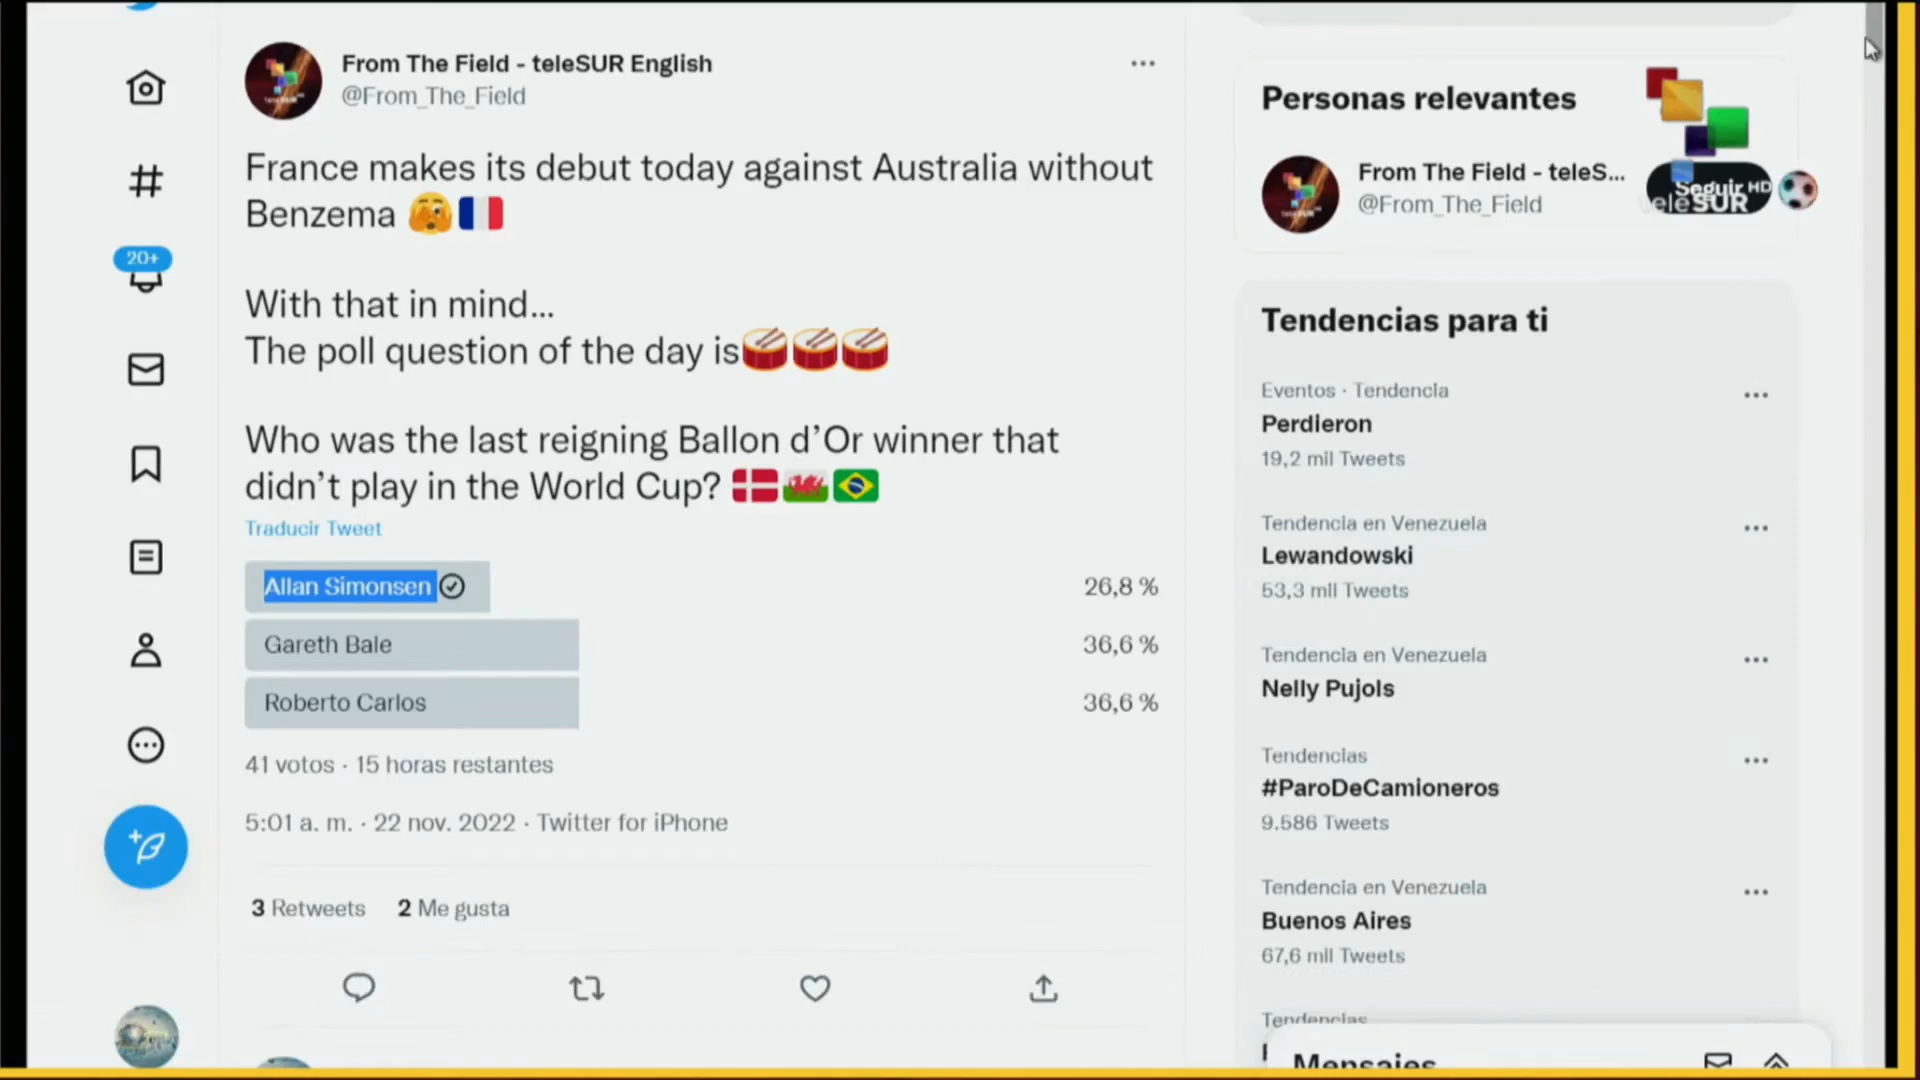 From The Field - teleSUR English
@From_The_Field
France makes its debut today against Australia without
Benzema
With that in mind...
The poll question of the day is
Who was the last reigning Ballon d’Or winner that
didn’t play in the World Cup?
Traducir Tweet
Allan Simonsen 26,8 %
Gareth Bale 36,6 %
Roberto Carlos 36,6 %
41 votos · 15 horas restantes
5:01 a. m. · 22 nov. 2022 · Twitter for iPhone
3 Retweets 2 Me gusta
20+
Personas relevantes
From The Field - teleS...
@From_The_Field
Seguir HD
teleSUR
Tendencias para ti
Eventos · Tendencia
Perdieron
19,2 mil Tweets
Tendencia en Venezuela
Lewandowski
53,3 mil Tweets
Tendencia en Venezuela
Nelly Pujols
Tendencias
#ParoDeCamioneros
9.586 Tweets
Tendencia en Venezuela
Buenos Aires
67,6 mil Tweets
Tendencias
Mensajes